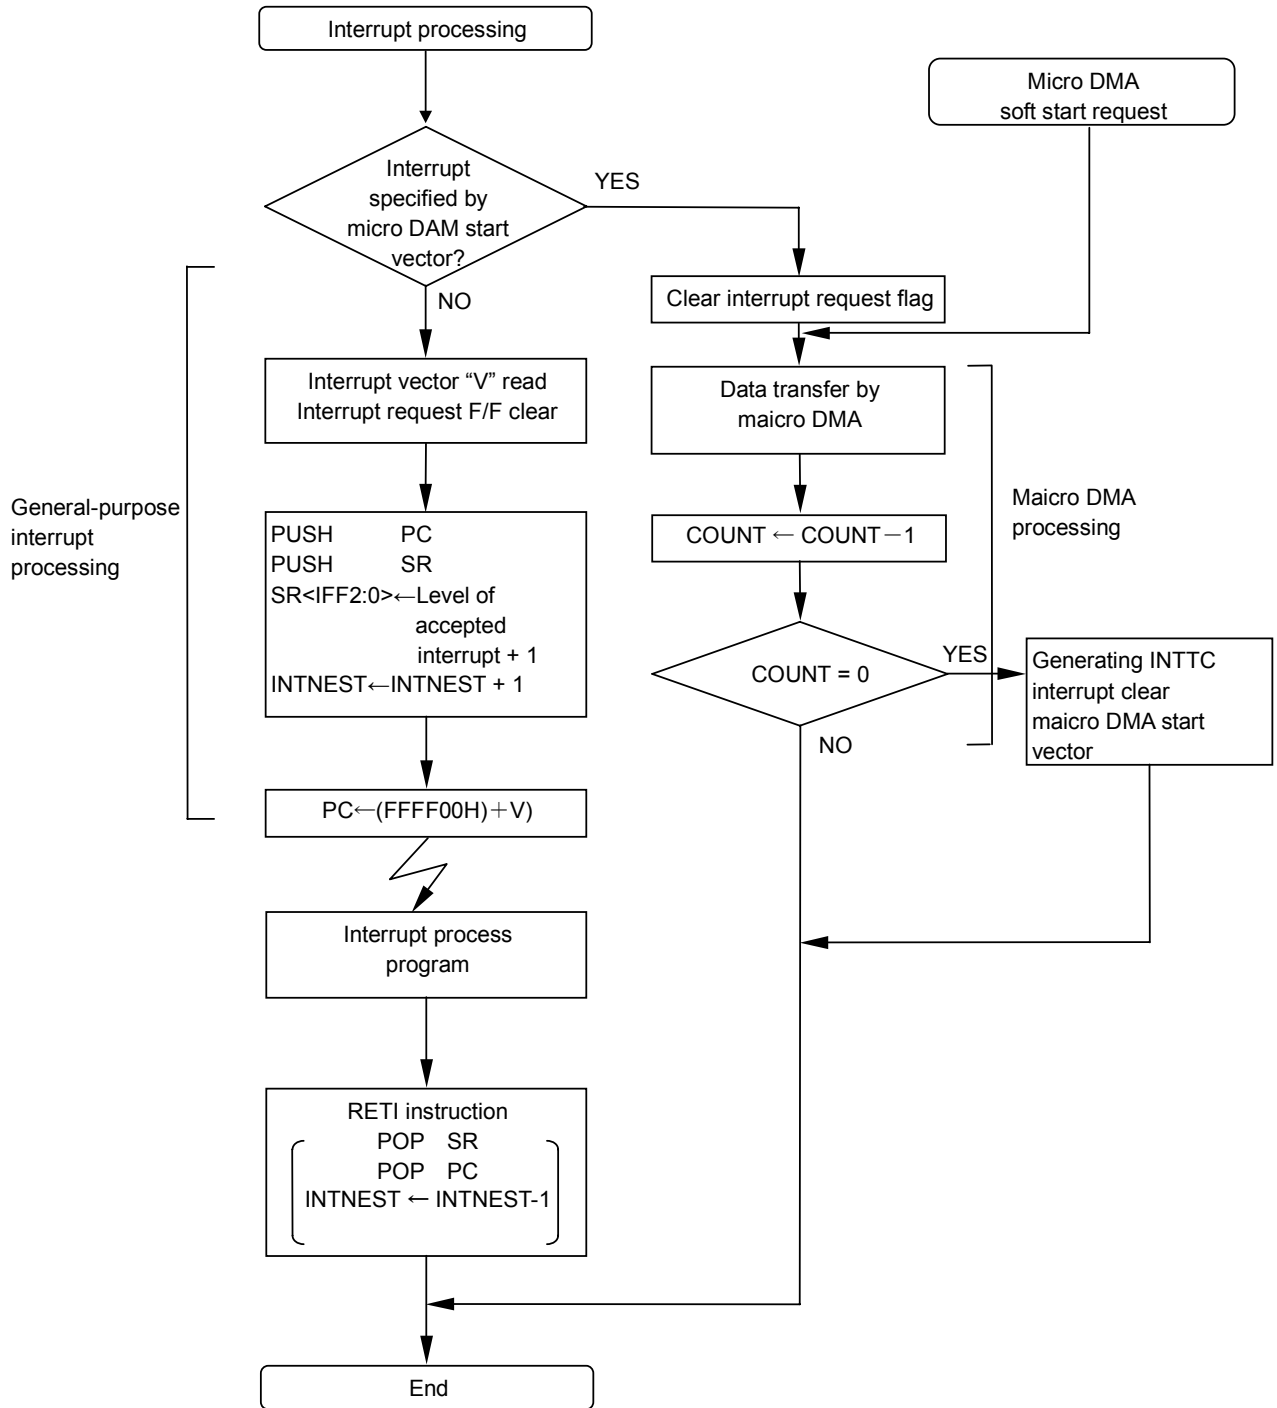 Interrupt processing
Micro DMA
soft start request
Interrupt
specified by
micro DAM start
vector?
YES
NO
Clear interrupt request flag
Interrupt vector “V” read
Interrupt request F/F clear
Data transfer by
maicro DMA
General-purpose
interrupt
processing
PUSH PC
PUSH SR
SR<IFF2:0>←Level of
accepted
interrupt + 1
INTNEST←INTNEST + 1
COUNT ← COUNT－1
Maicro DMA
processing
COUNT = 0
YES
NO
Generating INTTC
interrupt clear
maicro DMA start
vector
PC←(FFFF00H)＋V)
Interrupt process
program
RETI instruction
POP SR
POP PC
INTNEST ← INTNEST-1
End